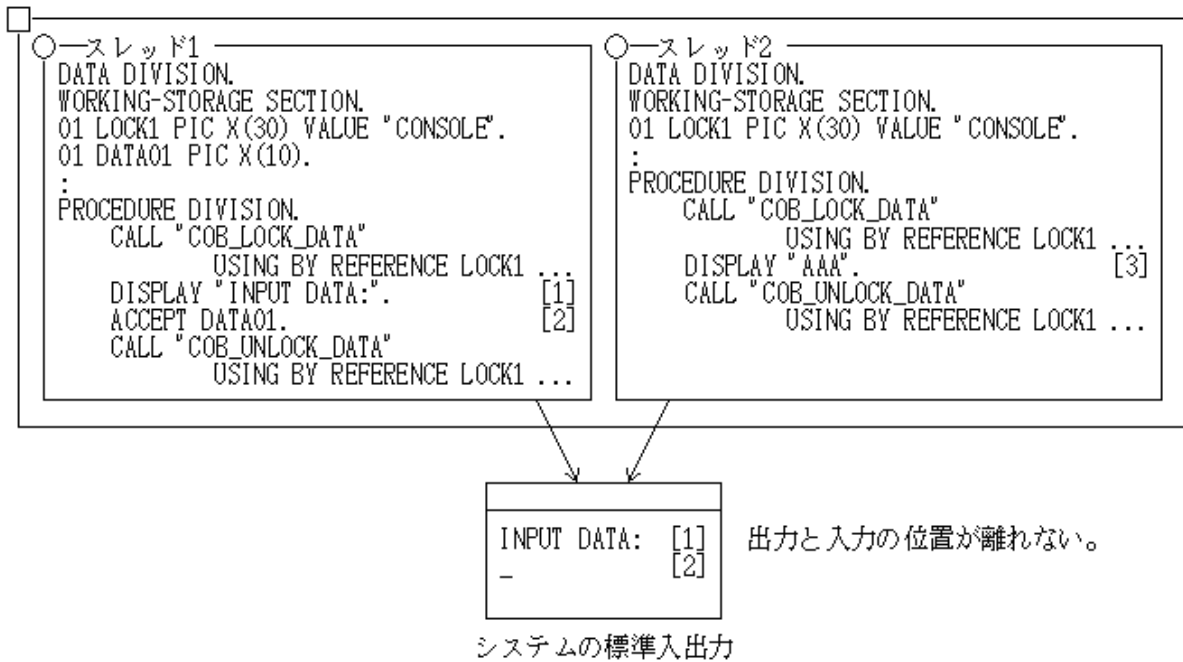 スレッド1
DATA DIVISION.
WORKING-STORAGE SECTION.
01 LOCK1 PIC X(30) VALUE "CONSOLE".
01 DATA01 PIC X(10).
:
PROCEDURE DIVISION.
CALL "COB_LOCK_DATA"
USING BY REFERENCE LOCK1 ...
DISPLAY "INPUT DATA:". [1]
ACCEPT DATA01. [2]
CALL "COB_UNLOCK_DATA"
USING BY REFERENCE LOCK1 ...
スレッド2
DATA DIVISION.
WORKING-STORAGE SECTION.
01 LOCK1 PIC X(30) VALUE "CONSOLE".
:
PROCEDURE DIVISION.
CALL "COB_LOCK_DATA"
USING BY REFERENCE LOCK1 ...
DISPLAY "AAA". [3]
CALL "COB_UNLOCK_DATA"
USING BY REFERENCE LOCK1 ...
INPUT DATA: [1] 出力と入力の位置が離れない。
_ [2]
システムの標準入出力